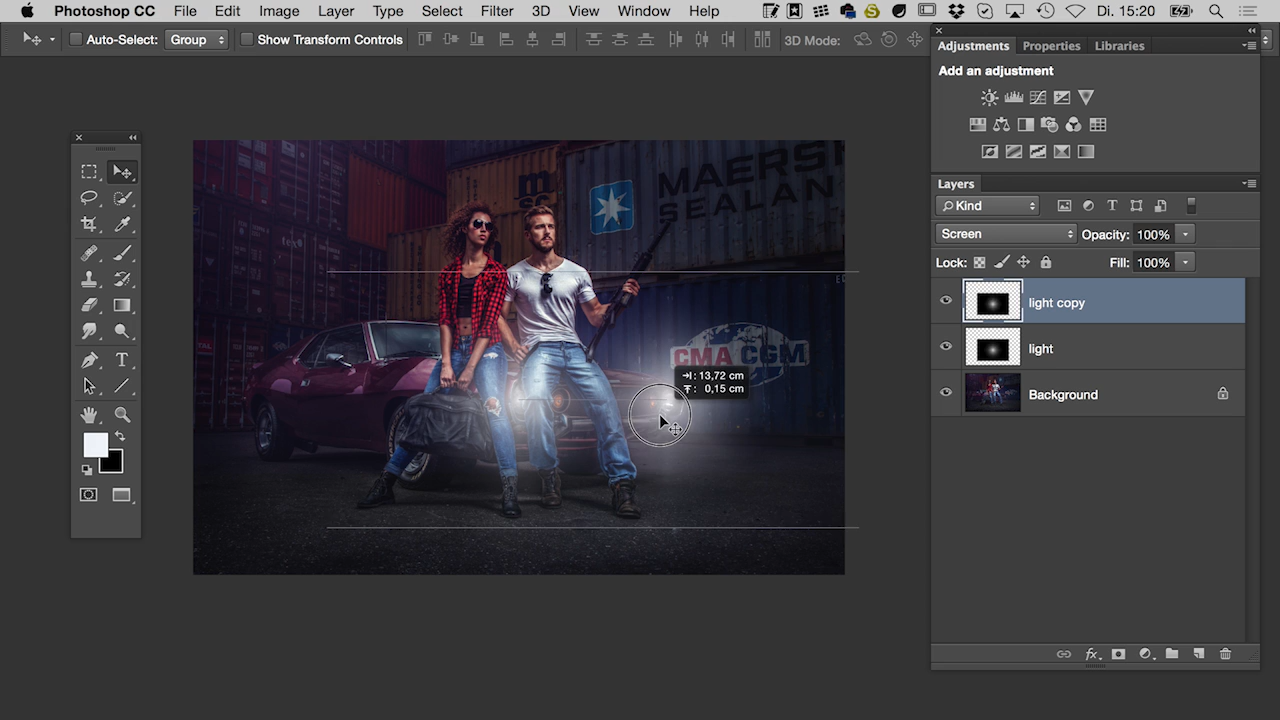 Photoshop CC File Edit Image Layer Type Select Filter 3D View Window Help Di. 15:20
Auto-Select: Group Show Transform Controls 3D Mode:
Adjustments Properties Libraries
Add an adjustment
Layers
Kind
Screen Opacity: 100%
Lock: Fill: 100%
light copy
light
Background
MSC
MAERSK
SEALAND
CMA CGM
: 13,72 cm
: 0,15 cm